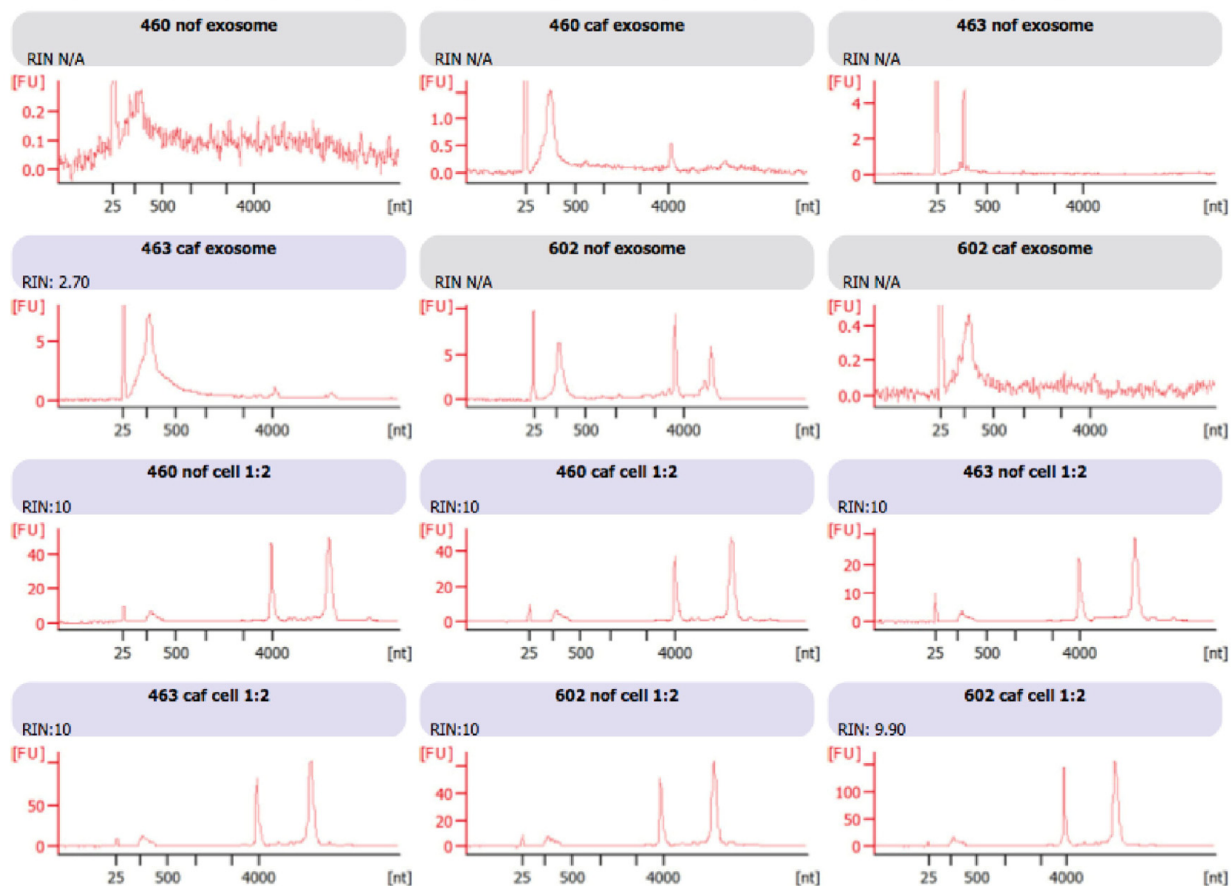 460 nof exosome
RIN N/A
[FU]
0.2
0.1
0.0
25 500 4000 [nt]
460 caf exosome
RIN N/A
[FU]
1.0
0.5
0.0
25 500 4000 [nt]
463 nof exosome
RIN N/A
[FU]
4
2
0
25 500 4000 [nt]
463 caf exosome
RIN: 2.70
[FU]
5
0
25 500 4000 [nt]
602 nof exosome
RIN N/A
[FU]
10
5
0
25 500 4000 [nt]
602 caf exosome
RIN N/A
[FU]
0.4
0.2
0.0
25 500 4000 [nt]
460 nof cell 1:2
RIN:10
[FU]
40
20
0
25 500 4000 [nt]
460 caf cell 1:2
RIN:10
[FU]
40
20
0
25 500 4000 [nt]
463 nof cell 1:2
RIN:10
[FU]
20
10
0
25 500 4000 [nt]
463 caf cell 1:2
RIN:10
[FU]
50
0
25 500 4000 [nt]
602 nof cell 1:2
RIN:10
[FU]
40
20
0
25 500 4000 [nt]
602 caf cell 1:2
RIN: 9.90
[FU]
100
50
0
25 500 4000 [nt]